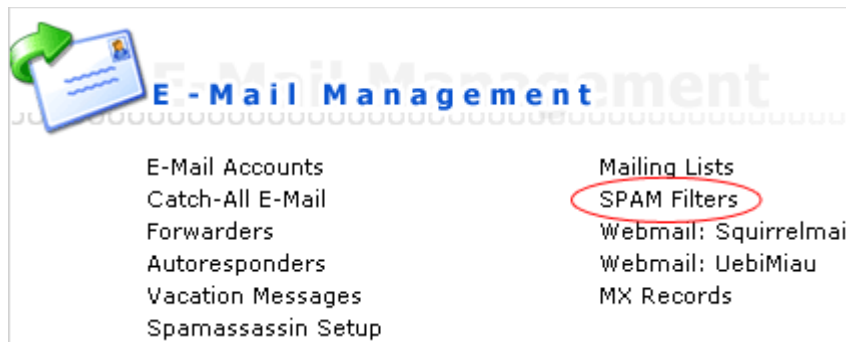 E-Mail Management
E-Mail Accounts
Catch-All E-Mail
Forwarders
Autoresponders
Vacation Messages
Spamassassin Setup
Mailing Lists
SPAM Filters
Webmail: Squirrelmai
Webmail: UebiMiau
MX Records